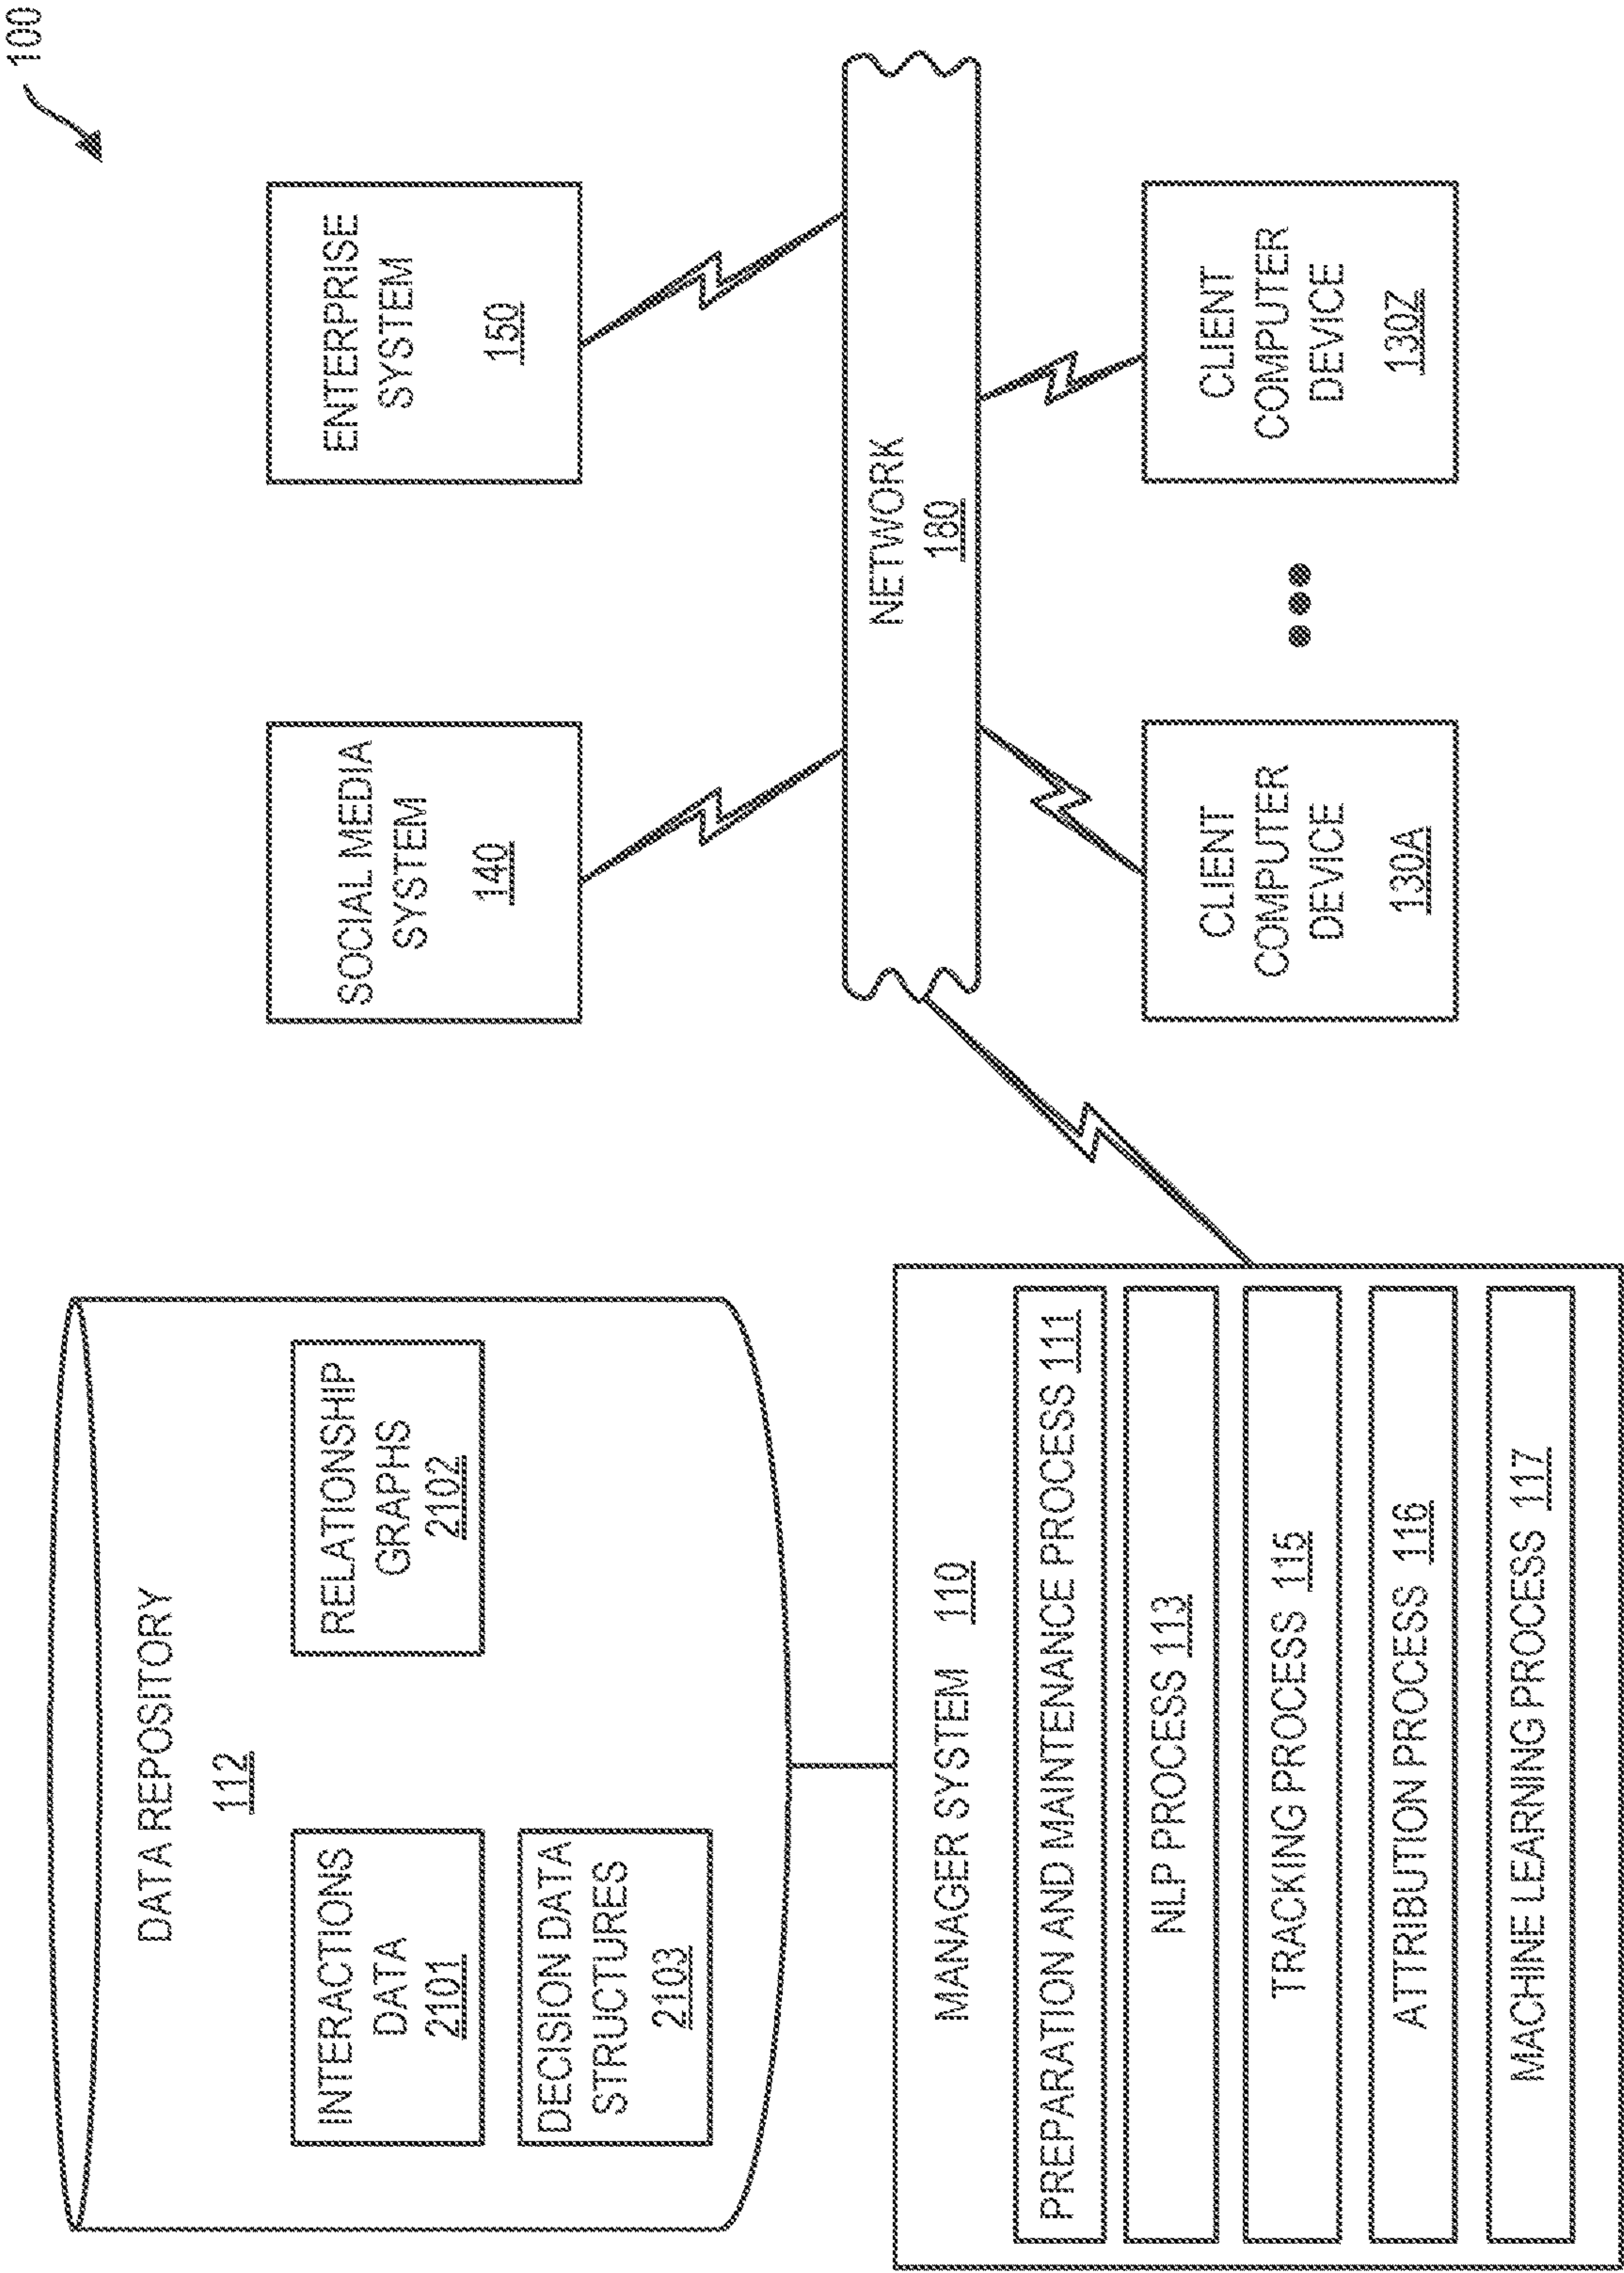 100
DATA REPOSITORY
112
INTERACTIONS
DATA
2101
RELATIONSHIP
GRAPHS
2102
DECISION DATA
STRUCTURES
2103
MANAGER SYSTEM 110
PREPARATION AND MAINTENANCE PROCESS 111
NLP PROCESS 113
TRACKING PROCESS 115
ATTRIBUTION PROCESS 116
MACHINE LEARNING PROCESS 117
SOCIAL MEDIA
SYSTEM
140
ENTERPRISE
SYSTEM
150
NETWORK
180
CLIENT
COMPUTER
DEVICE
130A
CLIENT
COMPUTER
DEVICE
130Z